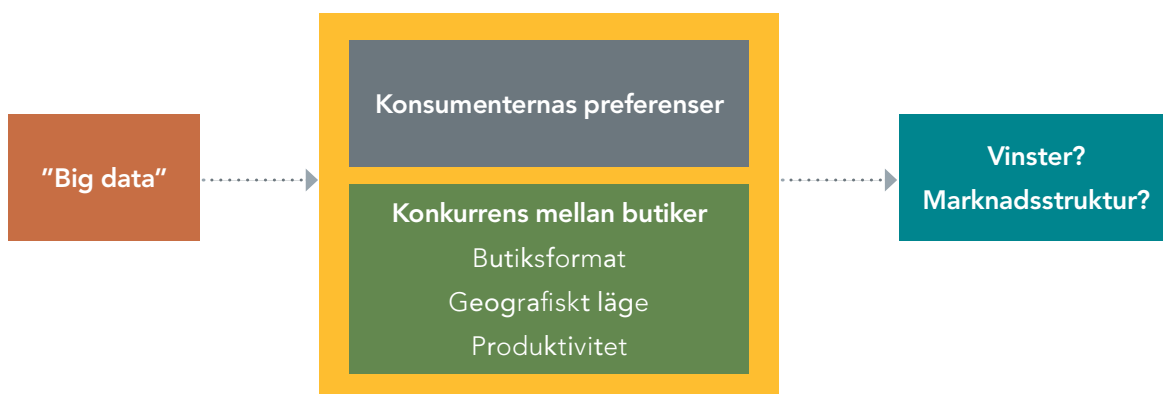 ”Big data”
Konsumenternas preferenser
Konkurrens mellan butiker
Butiksformat
Geografiskt läge
Produktivitet
Vinster?
Marknadsstruktur?